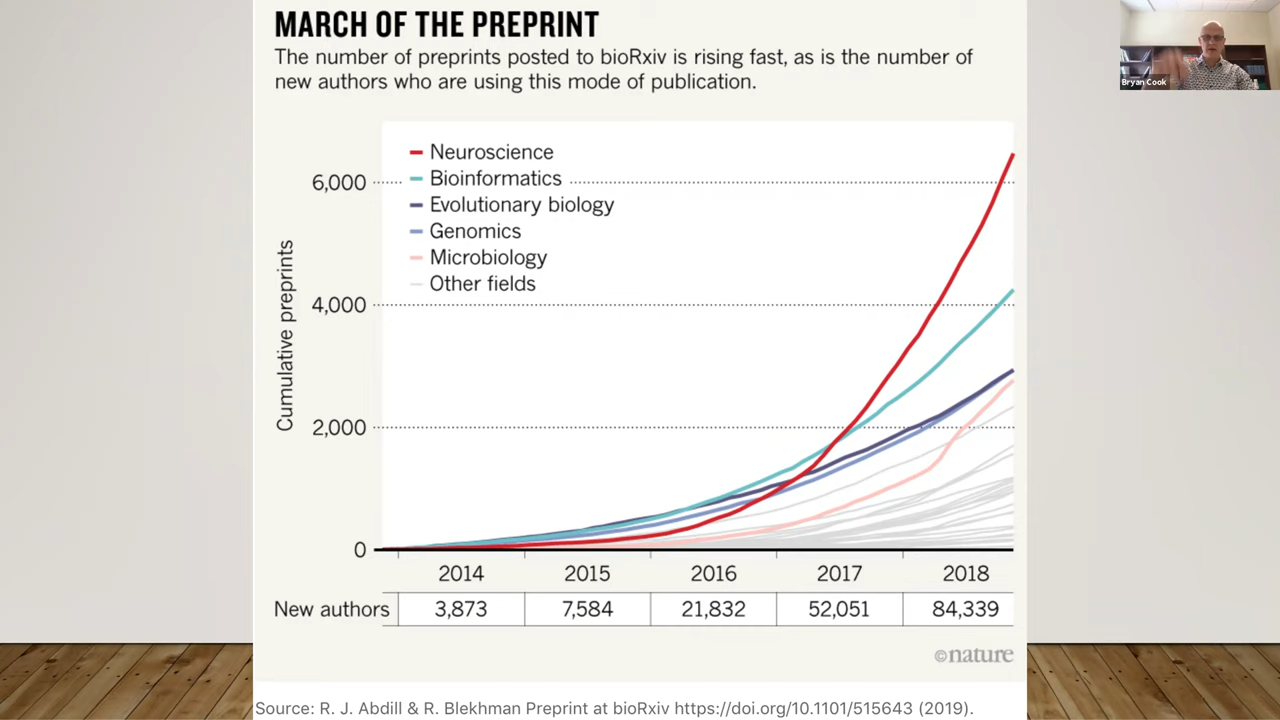 MARCH OF THE PREPRINT
The number of preprints posted to bioRxiv is rising fast, as is the number of
new authors who are using this mode of publication.
Bryan Cook
Neuroscience
Bioinformatics
Evolutionary biology
Genomics
Microbiology
Other fields
Cumulative preprints
6,000
4,000
2,000
0
2014 2015 2016 2017 2018
New authors 3,873 7,584 21,832 52,051 84,339
©nature
Source: R. J. Abdill & R. Blekhman Preprint at bioRxiv https://doi.org/10.1101/515643 (2019).